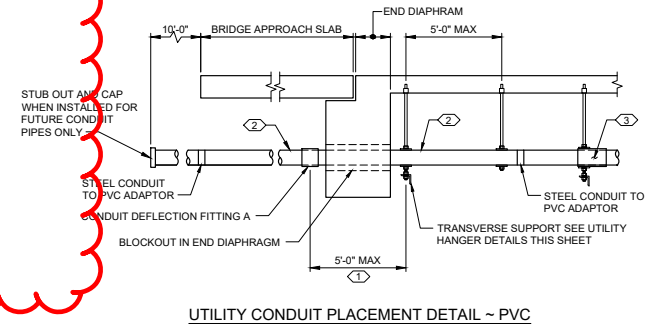 END DIAPHRAM
10'-0"
BRIDGE APPROACH SLAB
5'-0" MAX
STUB OUT AND CAP
WHEN INSTALLED FOR
FUTURE CONDUIT
PIPES ONLY
2
2
3
STEEL CONDUIT
TO PVC ADAPTOR
STEEL CONDUIT TO
PVC ADAPTOR
CONDUIT DEFLECTION FITTING A
TRANSVERSE SUPPORT SEE UTILITY
HANGER DETAILS THIS SHEET
BLOCKOUT IN END DIAPHRAGM
5'-0" MAX
1
UTILITY CONDUIT PLACEMENT DETAIL ~ PVC